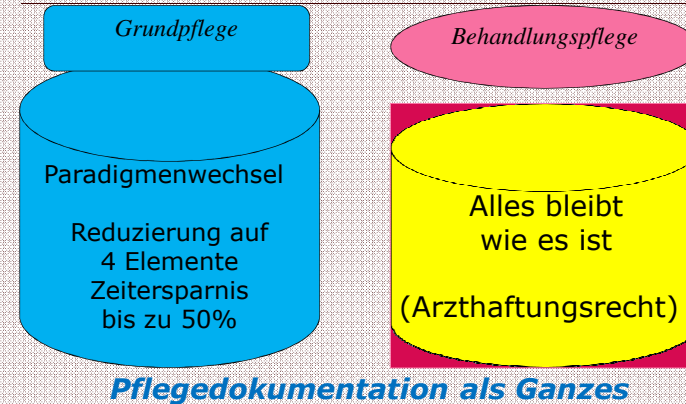 Grundpflege
Behandlungspflege
Paradigmenwechsel
Reduzierung auf
4 Elemente
Zeitersparnis
bis zu 50%
Alles bleibt
wie es ist
(Arzthaftungsrecht)
Pflegedokumentation als Ganzes